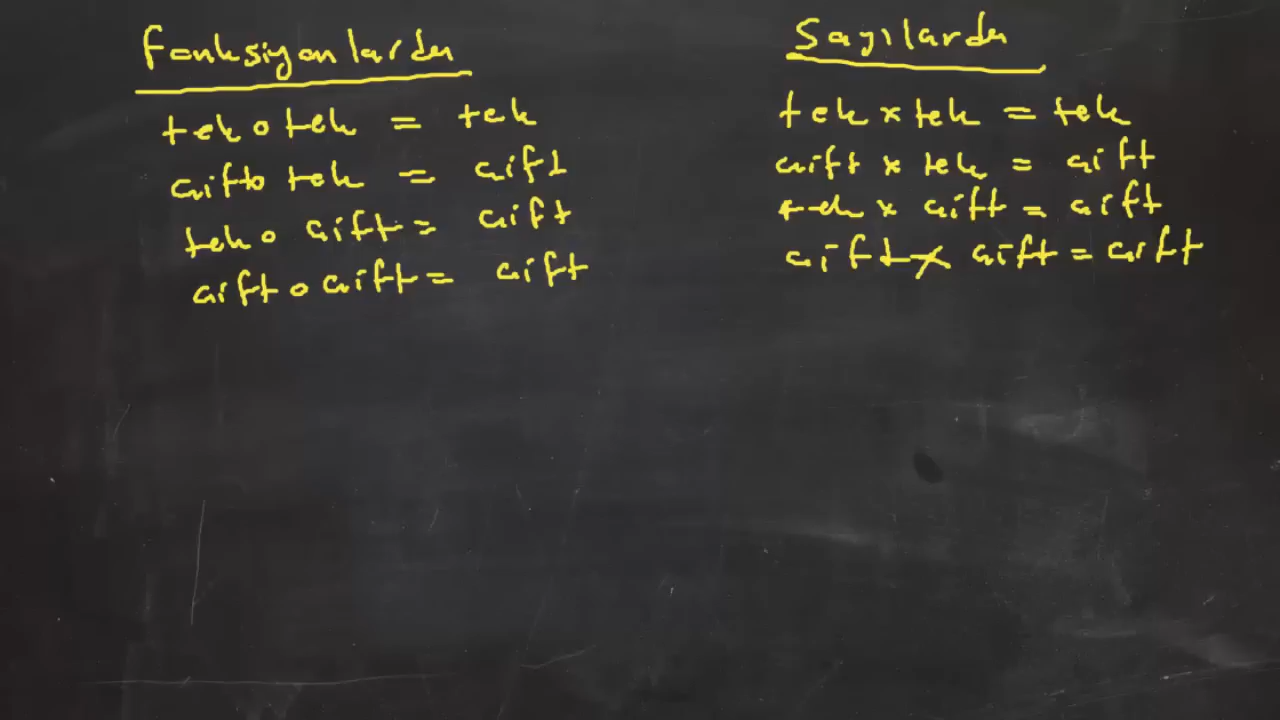 Fonksiyonlarda
tek o tek = tek
çift o tek = çift
tek o çift = çift
çift o çift = çift
Sayılarda
tek x tek = tek
çift x tek = çift
tek x çift = çift
çift x çift = çift